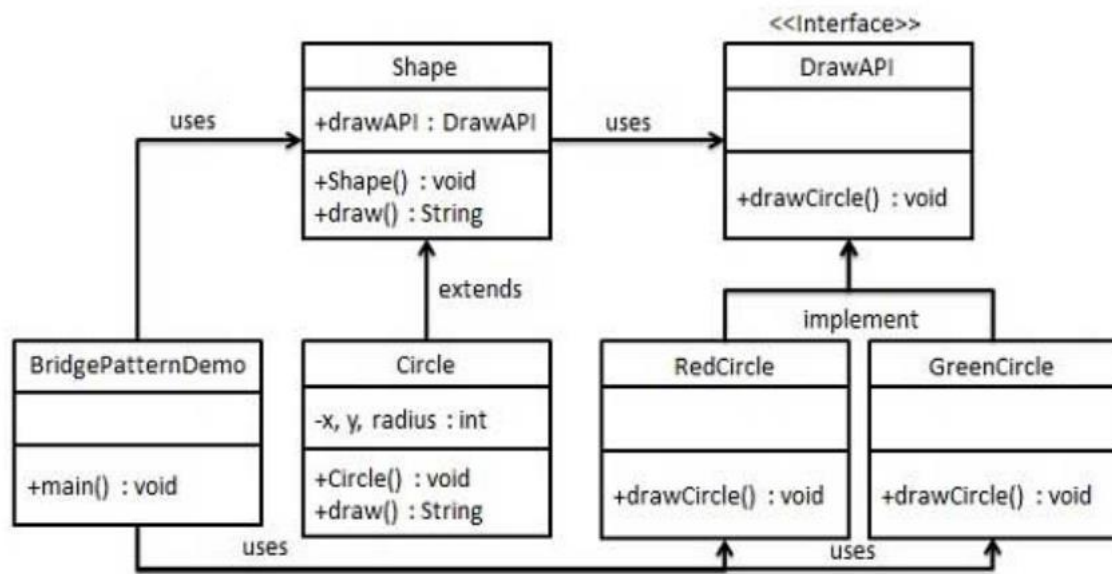 <<Interface>>
Shape
DrawAPI
+drawAPI : DrawAPI
uses
uses
+Shape() : void
+draw() : String
+drawCircle() : void
extends
implement
BridgePatternDemo
Circle
RedCircle
GreenCircle
-x, y, radius : int
+main() : void
+Circle() : void
+draw() : String
+drawCircle() : void
+drawCircle() : void
uses
uses